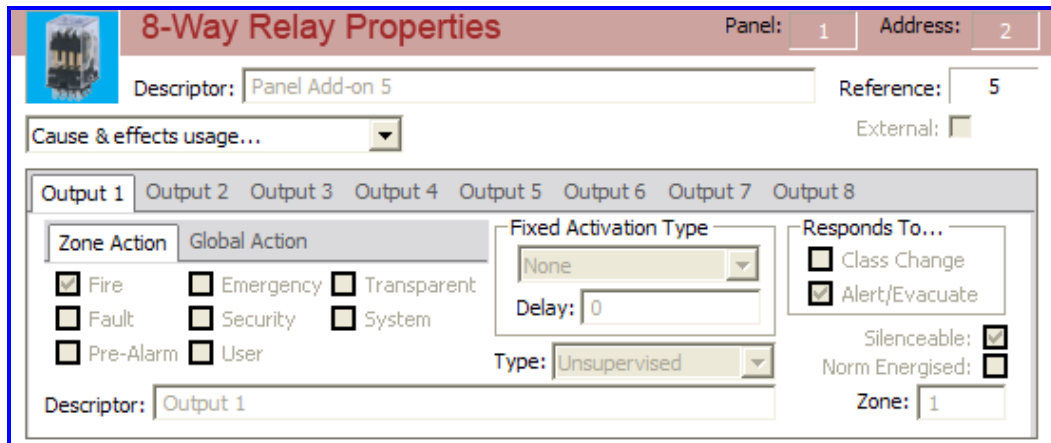 8-Way Relay Properties Panel: 1 Address: 2
Descriptor: Panel Add-on 5 Reference: 5
Cause & effects usage... External:
Output 1 Output 2 Output 3 Output 4 Output 5 Output 6 Output 7 Output 8
Zone Action Global Action Fixed Activation Type Responds To...
None Class Change
Fire Emergency Transparent Alert/Evacuate
Fault Security System Delay: 0
Pre-Alarm User Type: Unsupervised Silenceable:
Norm Energised:
Descriptor: Output 1 Zone: 1